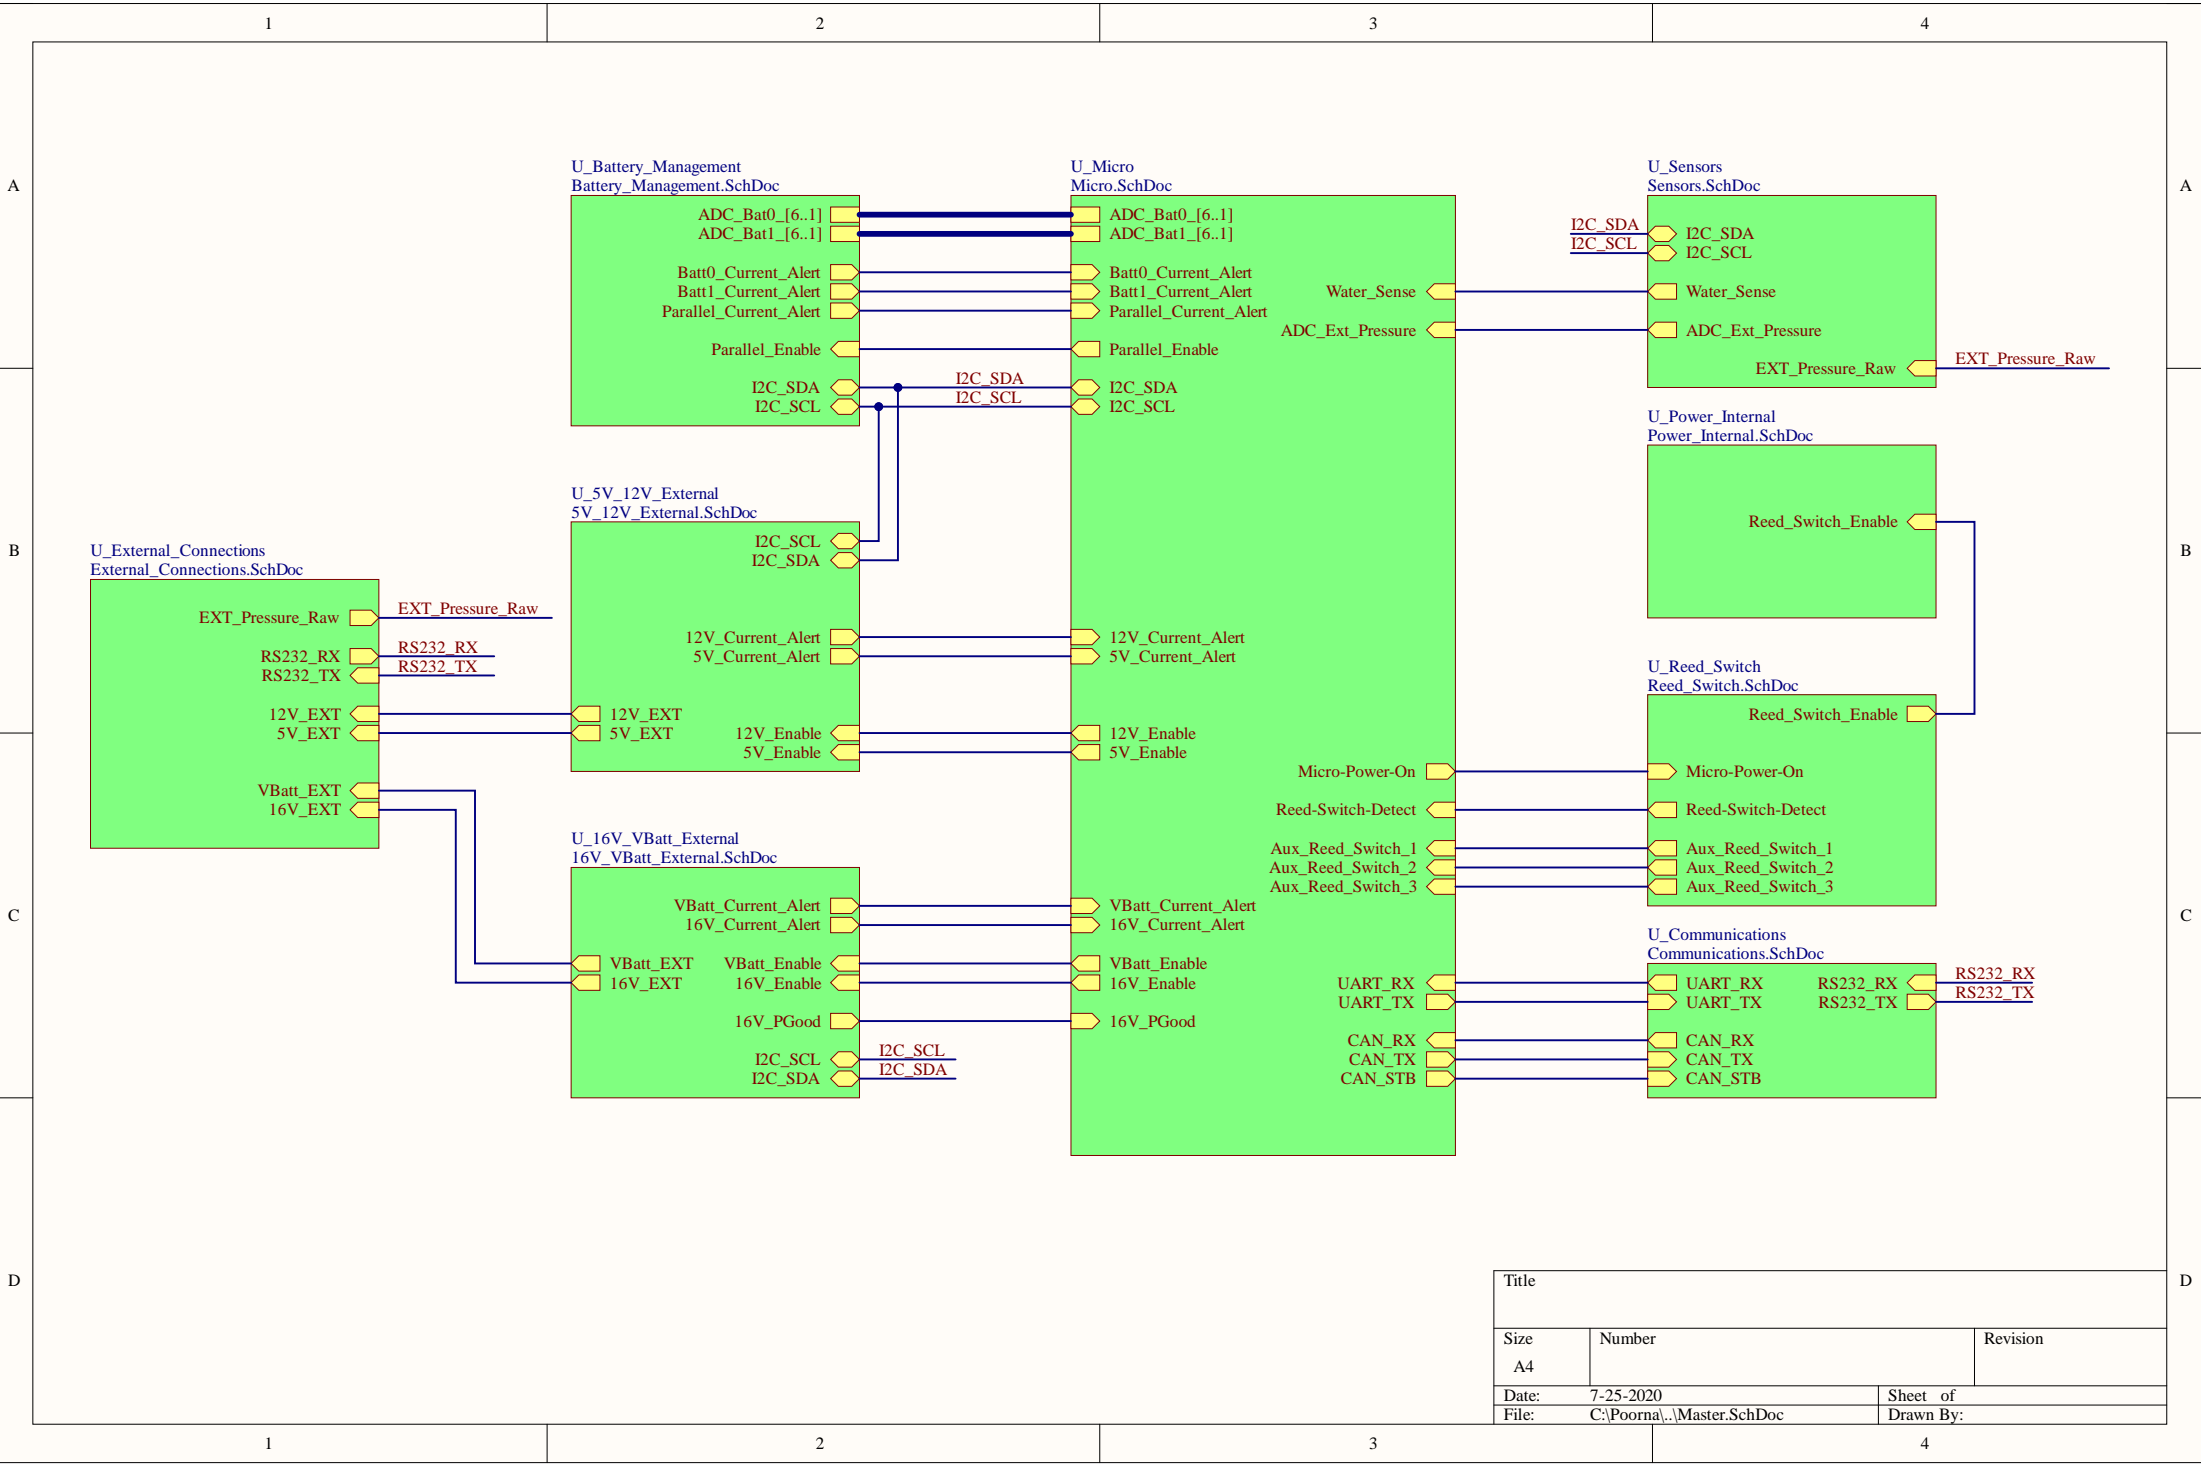 1
2
3
4
A
A
B
B
C
C
D
D
1
2
3
4
U_Battery_Management
Battery_Management.SchDoc
ADC_Bat0_[6..1]
ADC_Bat1_[6..1]
Batt0_Current_Alert
Batt1_Current_Alert
Parallel_Current_Alert
Parallel_Enable
I2C_SDA
I2C_SCL
I2C_SDA
I2C_SCL
U_Micro
Micro.SchDoc
ADC_Bat0_[6..1]
ADC_Bat1_[6..1]
Batt0_Current_Alert
Batt1_Current_Alert
Parallel_Current_Alert
Parallel_Enable
I2C_SDA
I2C_SCL
12V_Current_Alert
5V_Current_Alert
12V_Enable
5V_Enable
VBatt_Current_Alert
16V_Current_Alert
VBatt_Enable
16V_Enable
16V_PGood
Water_Sense
ADC_Ext_Pressure
Micro-Power-On
Reed-Switch-Detect
Aux_Reed_Switch_1
Aux_Reed_Switch_2
Aux_Reed_Switch_3
UART_RX
UART_TX
CAN_RX
CAN_TX
CAN_STB
U_Sensors
Sensors.SchDoc
I2C_SDA
I2C_SCL
I2C_SDA
I2C_SCL
Water_Sense
ADC_Ext_Pressure
EXT_Pressure_Raw
EXT_Pressure_Raw
U_Power_Internal
Power_Internal.SchDoc
Reed_Switch_Enable
U_Reed_Switch
Reed_Switch.SchDoc
Reed_Switch_Enable
Micro-Power-On
Reed-Switch-Detect
Aux_Reed_Switch_1
Aux_Reed_Switch_2
Aux_Reed_Switch_3
U_Communications
Communications.SchDoc
UART_RX
UART_TX
CAN_RX
CAN_TX
CAN_STB
RS232_RX
RS232_TX
RS232_RX
RS232_TX
U_5V_12V_External
5V_12V_External.SchDoc
I2C_SCL
I2C_SDA
12V_Current_Alert
5V_Current_Alert
12V_EXT
5V_EXT
12V_Enable
5V_Enable
U_External_Connections
External_Connections.SchDoc
EXT_Pressure_Raw
EXT_Pressure_Raw
RS232_RX
RS232_TX
RS232_RX
RS232_TX
12V_EXT
5V_EXT
VBatt_EXT
16V_EXT
U_16V_VBatt_External
16V_VBatt_External.SchDoc
VBatt_Current_Alert
16V_Current_Alert
VBatt_EXT
16V_EXT
VBatt_Enable
16V_Enable
16V_PGood
I2C_SCL
I2C_SDA
I2C_SCL
I2C_SDA
Title
Size
A4
Number
Revision
Date: 7-25-2020
Sheet of
File: C:\Poorna\..\Master.SchDoc
Drawn By: